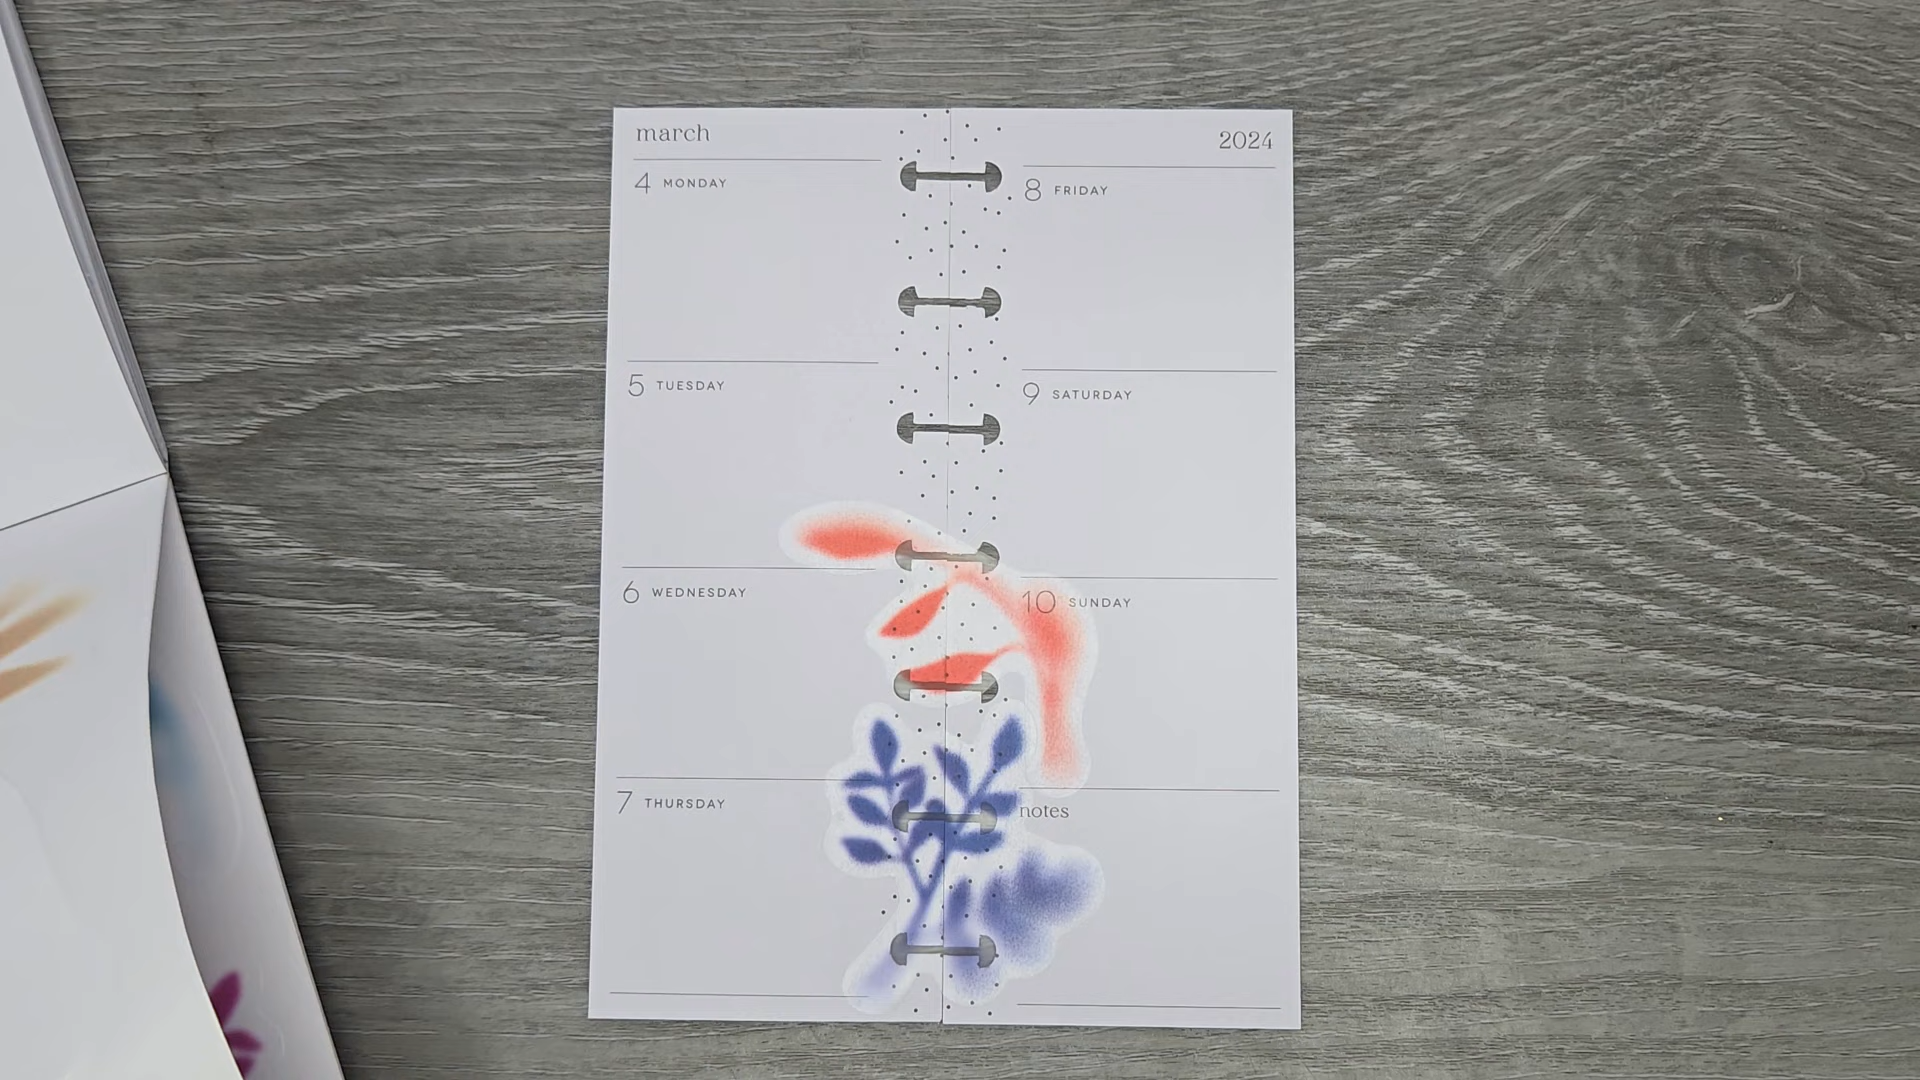 march
4 MONDAY
5 TUESDAY
6 WEDNESDAY
7 THURSDAY
2024
8 FRIDAY
9 SATURDAY
10 SUNDAY
notes